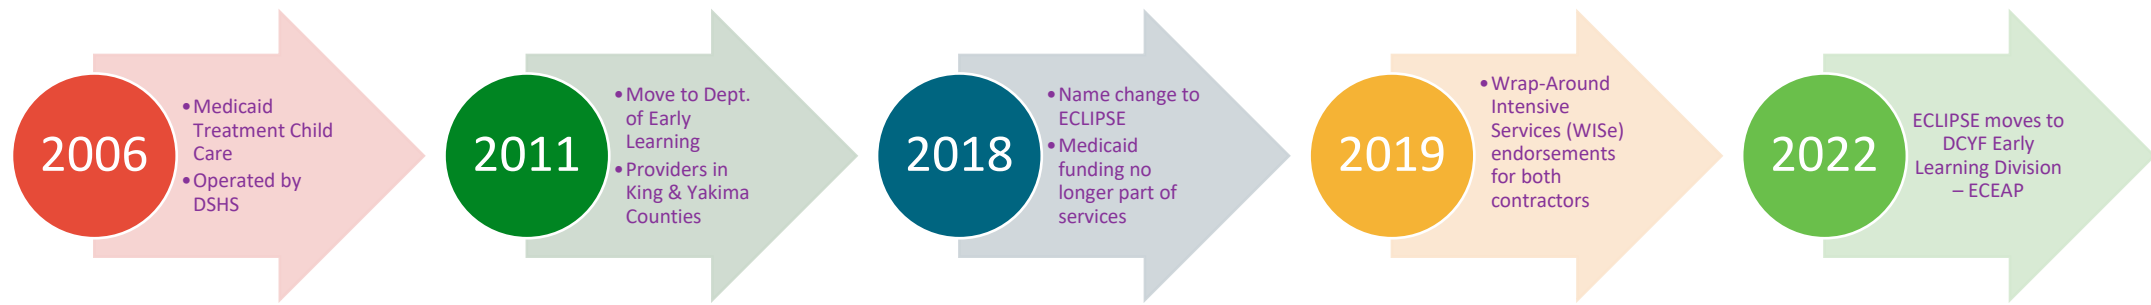 2006
•Medicaid
Treatment Child
Care
•Operated by
DSHS
2011
•Move to Dept.
of Early
Learning
•Providers in
King & Yakima
Counties
2018
•Name change to
ECLIPSE
•Medicaid
funding no
longer part of
services
2019
•Wrap-Around
Intensive
Services (WISe)
endorsements
for both
contractors
2022
ECLIPSE moves to
DCYF Early
Learning Division
– ECEAP